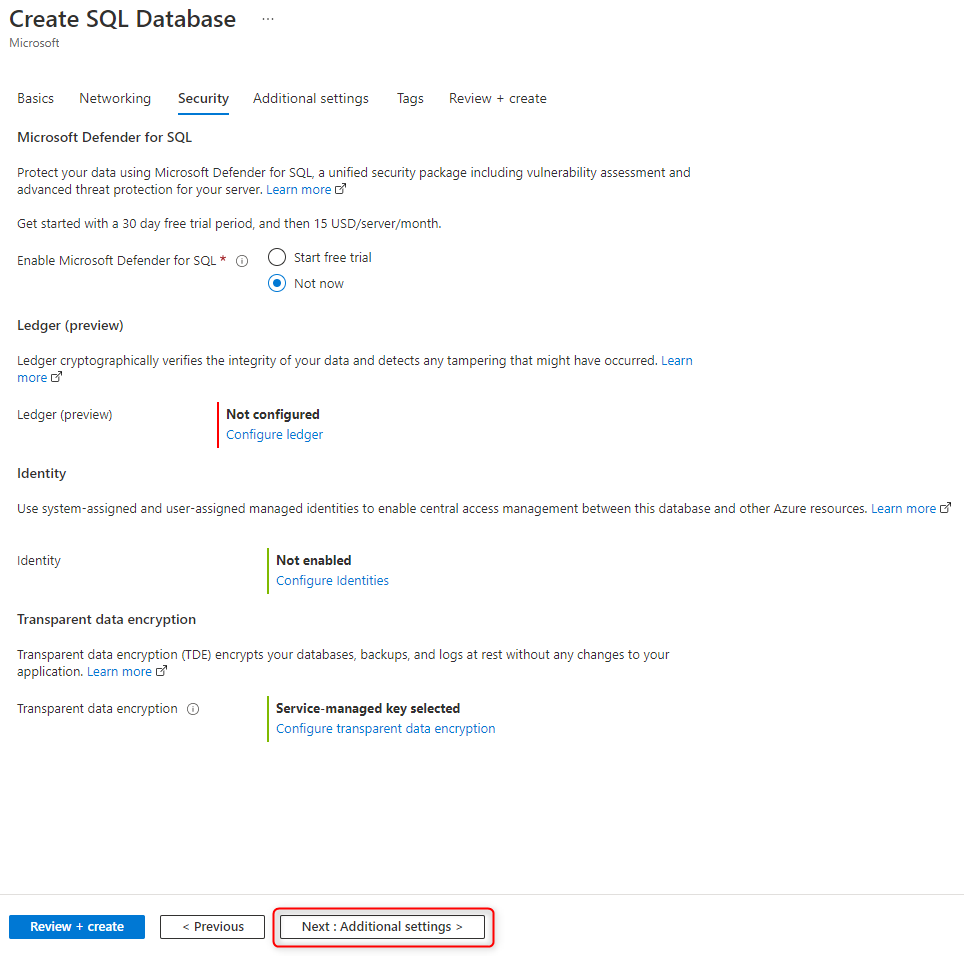 Create SQL Database ...
Microsoft
Basics Networking Security Additional settings Tags Review + create
Microsoft Defender for SQL
Protect your data using Microsoft Defender for SQL, a unified security package including vulnerability assessment and
advanced threat protection for your server. Learn more
Get started with a 30 day free trial period, and then 15 USD/server/month.
Enable Microsoft Defender for SQL *
Start free trial
Not now
Ledger (preview)
Ledger cryptographically verifies the integrity of your data and detects any tampering that might have occurred. Learn
more
Ledger (preview) Not configured
Configure ledger
Identity
Use system-assigned and user-assigned managed identities to enable central access management between this database and other Azure resources. Learn more
Identity Not enabled
Configure Identities
Transparent data encryption
Transparent data encryption (TDE) encrypts your databases, backups, and logs at rest without any changes to your
application. Learn more
Transparent data encryption Service-managed key selected
Configure transparent data encryption
Review + create < Previous Next : Additional settings >